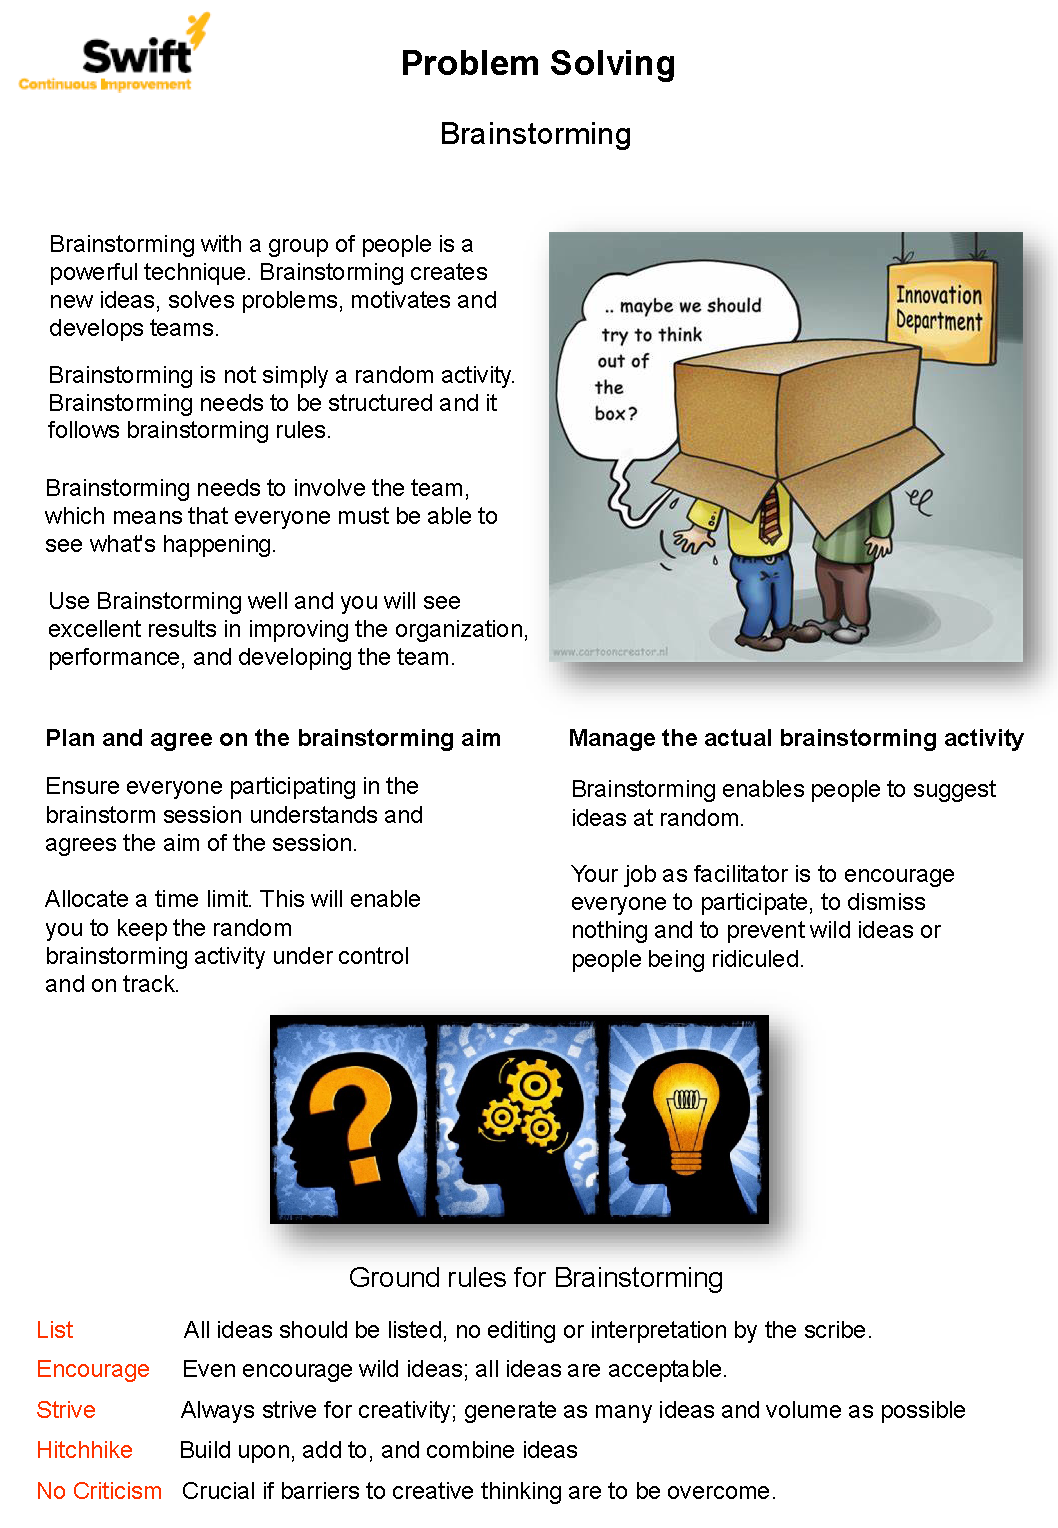 Swift
Continuous Improvement
Problem Solving
Brainstorming
Brainstorming with a group of people is a
powerful technique. Brainstorming creates
new ideas, solves problems, motivates and
develops teams.
Brainstorming is not simply a random activity.
Brainstorming needs to be structured and it
follows brainstorming rules.
Brainstorming needs to involve the team,
which means that everyone must be able to
see what's happening.
Use Brainstorming well and you will see
excellent results in improving the organization,
performance, and developing the team.
.. maybe we should
try to think
out of
the
box?
Innovation
Department
www.cartooncreator.nl
Plan and agree on the brainstorming aim
Ensure everyone participating in the
brainstorm session understands and
agrees the aim of the session.
Allocate a time limit. This will enable
you to keep the random
brainstorming activity under control
and on track.
Manage the actual brainstorming activity
Brainstorming enables people to suggest
ideas at random.
Your job as facilitator is to encourage
everyone to participate, to dismiss
nothing and to prevent wild ideas or
people being ridiculed.
Ground rules for Brainstorming
List All ideas should be listed, no editing or interpretation by the scribe.
Encourage Even encourage wild ideas; all ideas are acceptable.
Strive Always strive for creativity; generate as many ideas and volume as possible
Hitchhike Build upon, add to, and combine ideas
No Criticism Crucial if barriers to creative thinking are to be overcome.